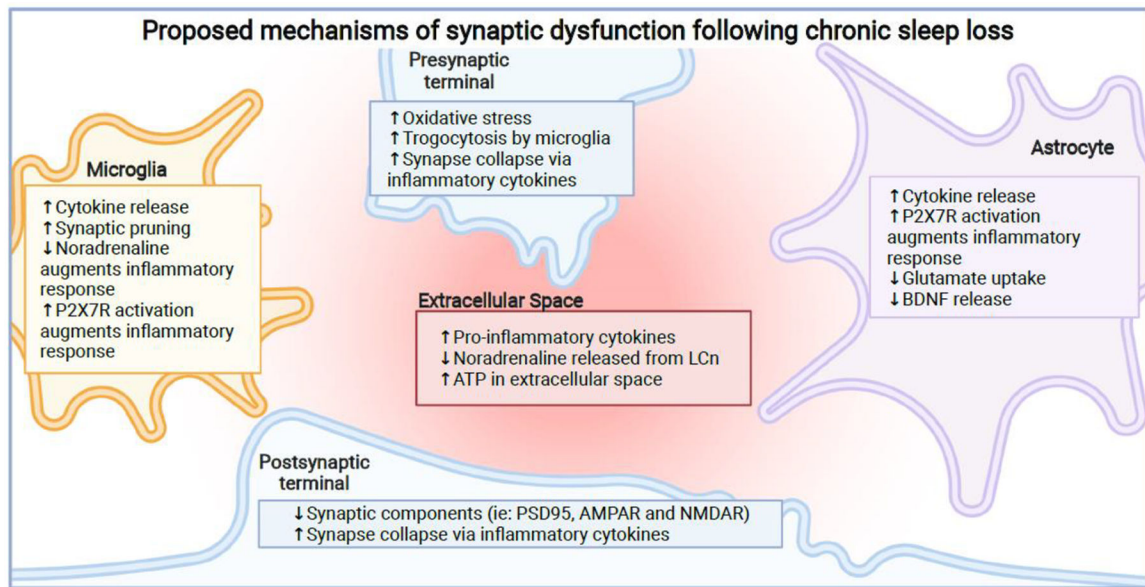 Proposed mechanisms of synaptic dysfunction following chronic sleep loss
Presynaptic
terminal
↑Oxidative stress
↑Trogocytosis by microglia
↑Synapse collapse via
inflammatory cytokines
Microglia
↑Cytokine release
↑Synaptic pruning
↓Noradrenaline
augments inflammatory
response
↑P2X7R activation
augments inflammatory
response
Astrocyte
↑Cytokine release
↑P2X7R activation
augments inflammatory
response
↓Glutamate uptake
↓BDNF release
Extracellular Space
↑Pro-inflammatory cytokines
↓Noradrenaline released from LCn
↑ATP in extracellular space
Postsynaptic
terminal
↓Synaptic components (ie: PSD95, AMPAR and NMDAR)
↑Synapse collapse via inflammatory cytokines